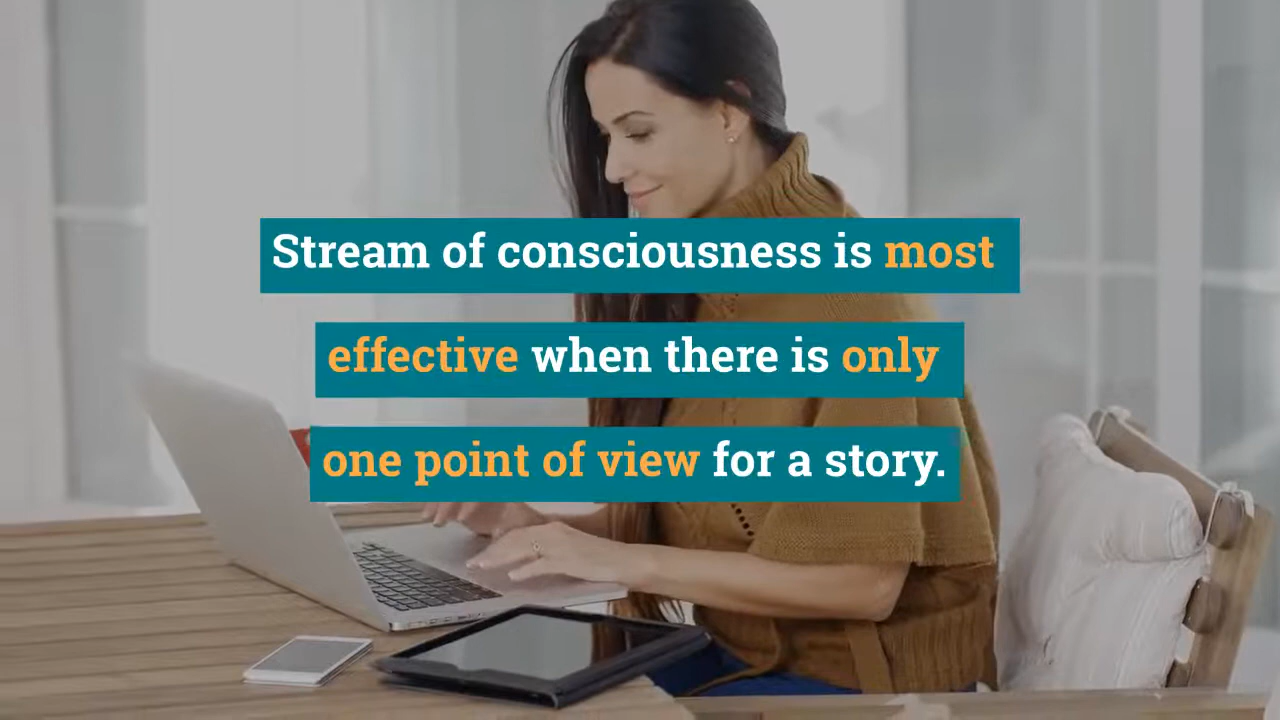 Stream of consciousness is most
effective when there is only
one point of view for a story.